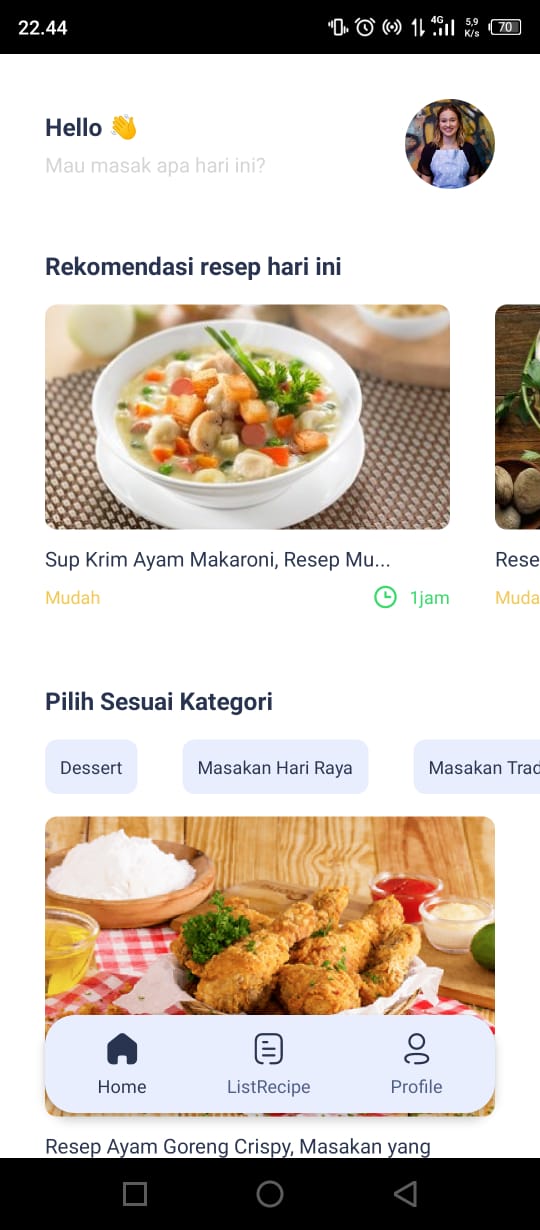 22.44
4G
5,9
K/s
70
Hello 👋
Mau masak apa hari ini?
Rekomendasi resep hari ini
Sup Krim Ayam Makaroni, Resep Mu...
Rese
Mudah
1jam
Muda
Pilih Sesuai Kategori
Dessert
Masakan Hari Raya
Masakan Trad
Home
ListRecipe
Profile
Resep Ayam Goreng Crispy, Masakan yang